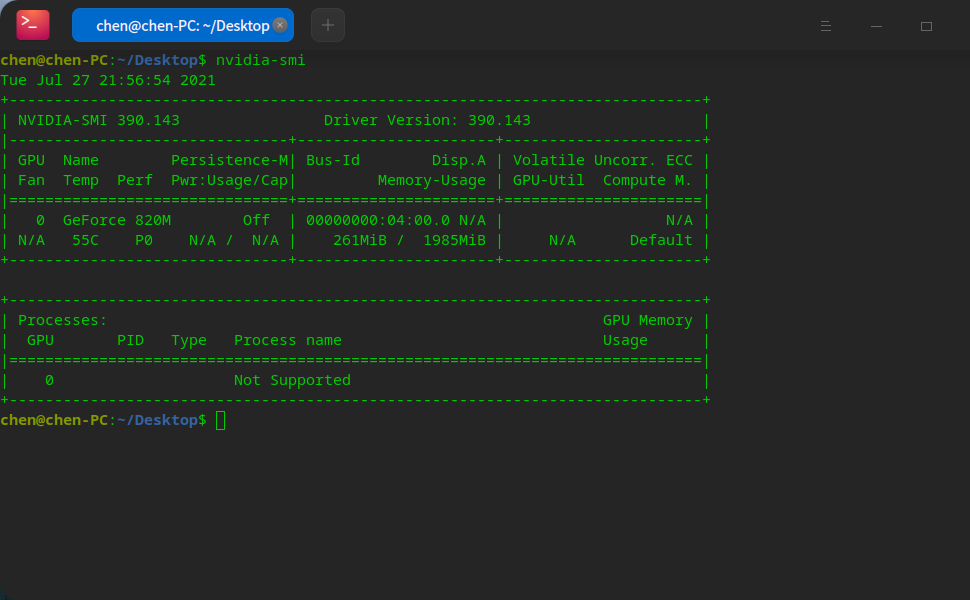 chen@chen-PC: ~/Desktop
chen@chen-PC:~/Desktop$ nvidia-smi
Tue Jul 27 21:56:54 2021
+-----------------------------------------------------------------------------+
| NVIDIA-SMI 390.143                Driver Version: 390.143                   |
|-------------------------------+----------------------+----------------------+
| GPU  Name        Persistence-M| Bus-Id        Disp.A | Volatile Uncorr. ECC |
| Fan  Temp  Perf  Pwr:Usage/Cap|         Memory-Usage | GPU-Util  Compute M. |
|===============================+======================+======================|
|   0  GeForce 820M        Off  | 00000000:04:00.0 N/A |                  N/A |
| N/A   55C    P0    N/A /  N/A |    261MiB /  1985MiB |     N/A      Default |
+-------------------------------+----------------------+----------------------+
+-----------------------------------------------------------------------------+
| Processes:                                                       GPU Memory |
|  GPU       PID   Type   Process name                             Usage      |
|=============================================================================|
|    0                    Not Supported                                       |
+-----------------------------------------------------------------------------+
chen@chen-PC:~/Desktop$